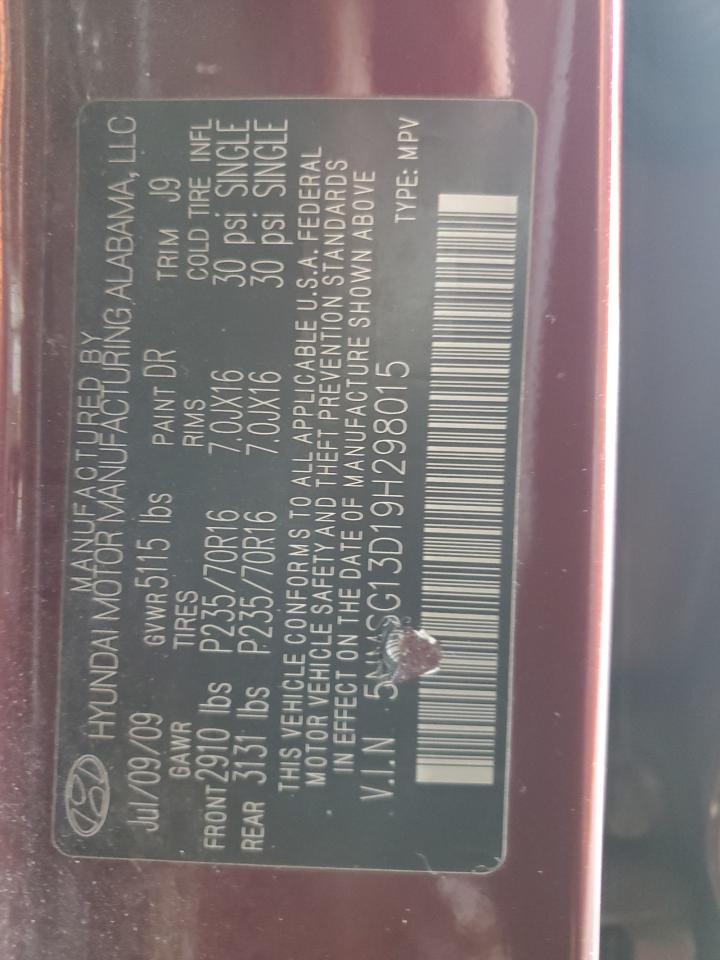 MANUFACTURED BY
HYUNDAI MOTOR MANUFACTURING ALABAMA, LLC
Jul/09/09 GVWR 5115 lbs PAINT DR TRIM J9
GAWR TIRES RIMS COLD TIRE INFL
FRONT 2910 lbs P235/70R16 7.0JX16 30 psi SINGLE
REAR 3131 lbs P235/70R16 7.0JX16 30 psi SINGLE
THIS VEHICLE CONFORMS TO ALL APPLICABLE U.S.A. FEDERAL
MOTOR VEHICLE SAFETY AND THEFT PREVENTION STANDARDS
IN EFFECT ON THE DATE OF MANUFACTURE SHOWN ABOVE
V.I.N TYPE: MPV